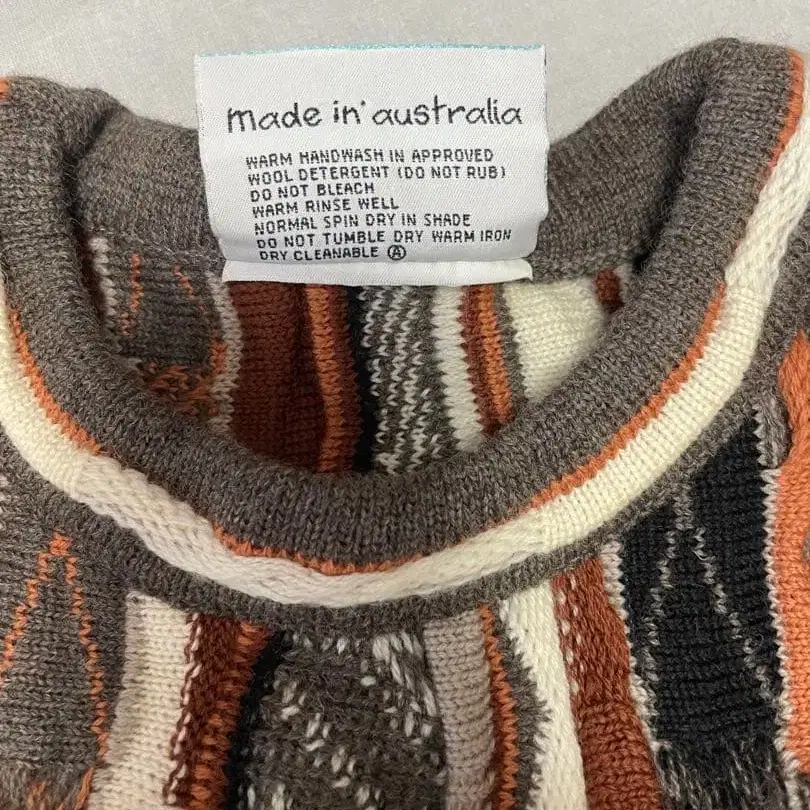 made in australia
WARM HANDWASH IN APPROVED
WOOL DETERGENT (DO NOT RUB)
DO NOT BLEACH
WARM RINSE WELL
NORMAL SPIN DRY IN SHADE
DO NOT TUMBLE DRY WARM IRON
DRY CLEANABLE Ⓐ